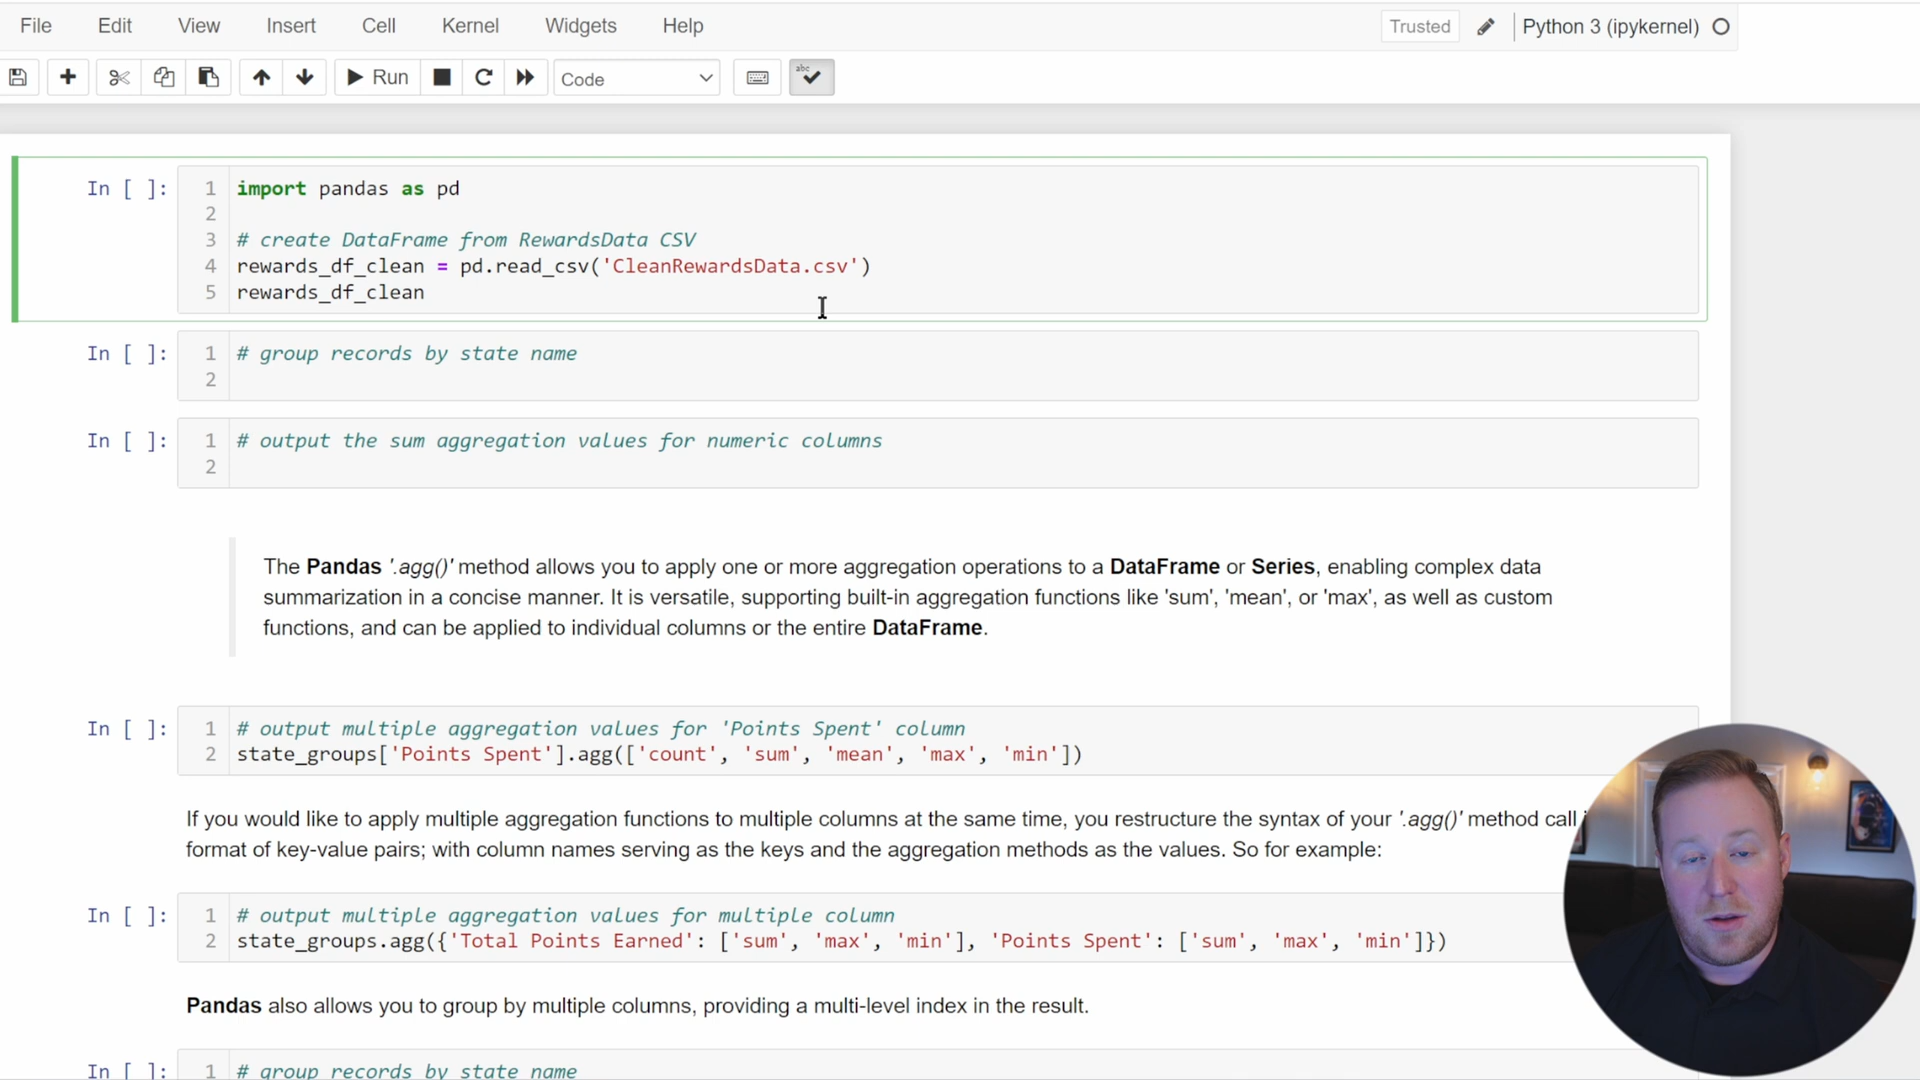 File Edit View Insert Cell Kernel Widgets Help Trusted Python 3 (ipykernel)
Run Code abc
In [ ]: 1 import pandas as pd
2
3 # create DataFrame from RewardsData CSV
4 rewards_df_clean = pd.read_csv('CleanRewardsData.csv')
5 rewards_df_clean
In [ ]: 1 # group records by state name
2
In [ ]: 1 # output the sum aggregation values for numeric columns
2
The Pandas '.agg()' method allows you to apply one or more aggregation operations to a DataFrame or Series, enabling complex data
summarization in a concise manner. It is versatile, supporting built-in aggregation functions like 'sum', 'mean', or 'max', as well as custom
functions, and can be applied to individual columns or the entire DataFrame.
In [ ]: 1 # output multiple aggregation values for 'Points Spent' column
2 state_groups['Points Spent'].agg(['count', 'sum', 'mean', 'max', 'min'])
If you would like to apply multiple aggregation functions to multiple columns at the same time, you restructure the syntax of your '.agg()' method call
format of key-value pairs; with column names serving as the keys and the aggregation methods as the values. So for example:
In [ ]: 1 # output multiple aggregation values for multiple column
2 state_groups.agg({'Total Points Earned': ['sum', 'max', 'min'], 'Points Spent': ['sum', 'max', 'min']})
Pandas also allows you to group by multiple columns, providing a multi-level index in the result.
In [ ]: 1 # group records by state name